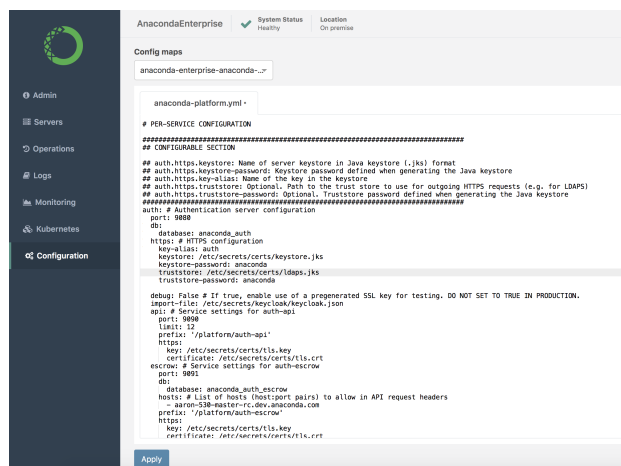 AnacondaEnterprise
System Status
Healthy
Location
On premise
Config maps
anaconda-enterprise-anaconda-...
Admin
Servers
Operations
Logs
Monitoring
Kubernetes
Configuration
anaconda-platform.yml •
# PER-SERVICE CONFIGURATION
################################################################################
## CONFIGURABLE SECTION
## auth.https.keystore: Name of server keystore in Java keystore (.jks) format
## auth.https.keystore-password: Keystore password defined when generating the Java keystore
## auth.https.key-alias: Name of the key in the keystore
## auth.https.truststore: Optional. Path to the trust store to use for outgoing HTTPS requests (e.g. for LDAPS)
## auth.https.truststore-password: Optional. Truststore password defined when generating the Java keystore
################################################################################
auth: # Authentication server configuration
  port: 9080
  db:
    database: anaconda_auth
  https: # HTTPS configuration
    key-alias: auth
    keystore: /etc/secrets/certs/keystore.jks
    keystore-password: anaconda
    truststore: /etc/secrets/certs/ldaps.jks
    truststore-password: anaconda
  debug: False # If true, enable use of a pregenerated SSL key for testing. DO NOT SET TO TRUE IN PRODUCTION.
  import-file: /etc/secrets/keycloak/keycloak.json
  api: # Service settings for auth-api
    port: 9090
    limit: 12
    prefix: '/platform/auth-api'
    https:
      key: /etc/secrets/certs/tls.key
      certificate: /etc/secrets/certs/tls.crt
  escrow: # Service settings for auth-escrow
    port: 9091
    db:
      database: anaconda_auth_escrow
    hosts: # List of hosts (host:port pairs) to allow in API request headers
      - aaron-530-master-rc.dev.anaconda.com
    prefix: '/platform/auth-escrow'
    https:
      key: /etc/secrets/certs/tls.key
      certificate: /etc/secrets/certs/tls.crt
Apply